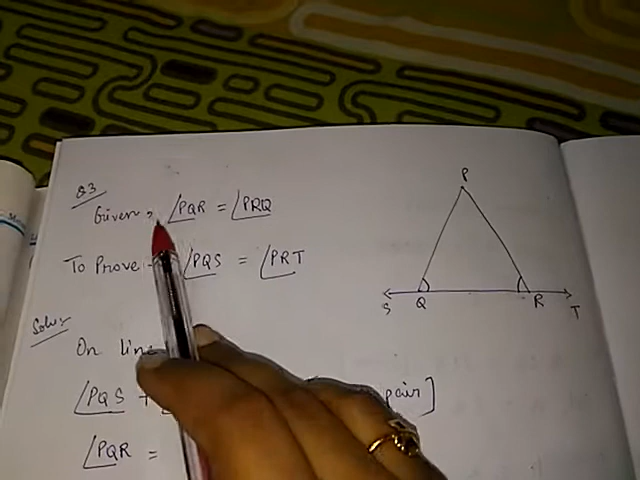 Q3
Given, ∠PQR = ∠PRQ
To Prove :- ∠PQS = ∠PRT
P
S Q R T
Soln,
On line
∠PQS + pair]
∠PQR =